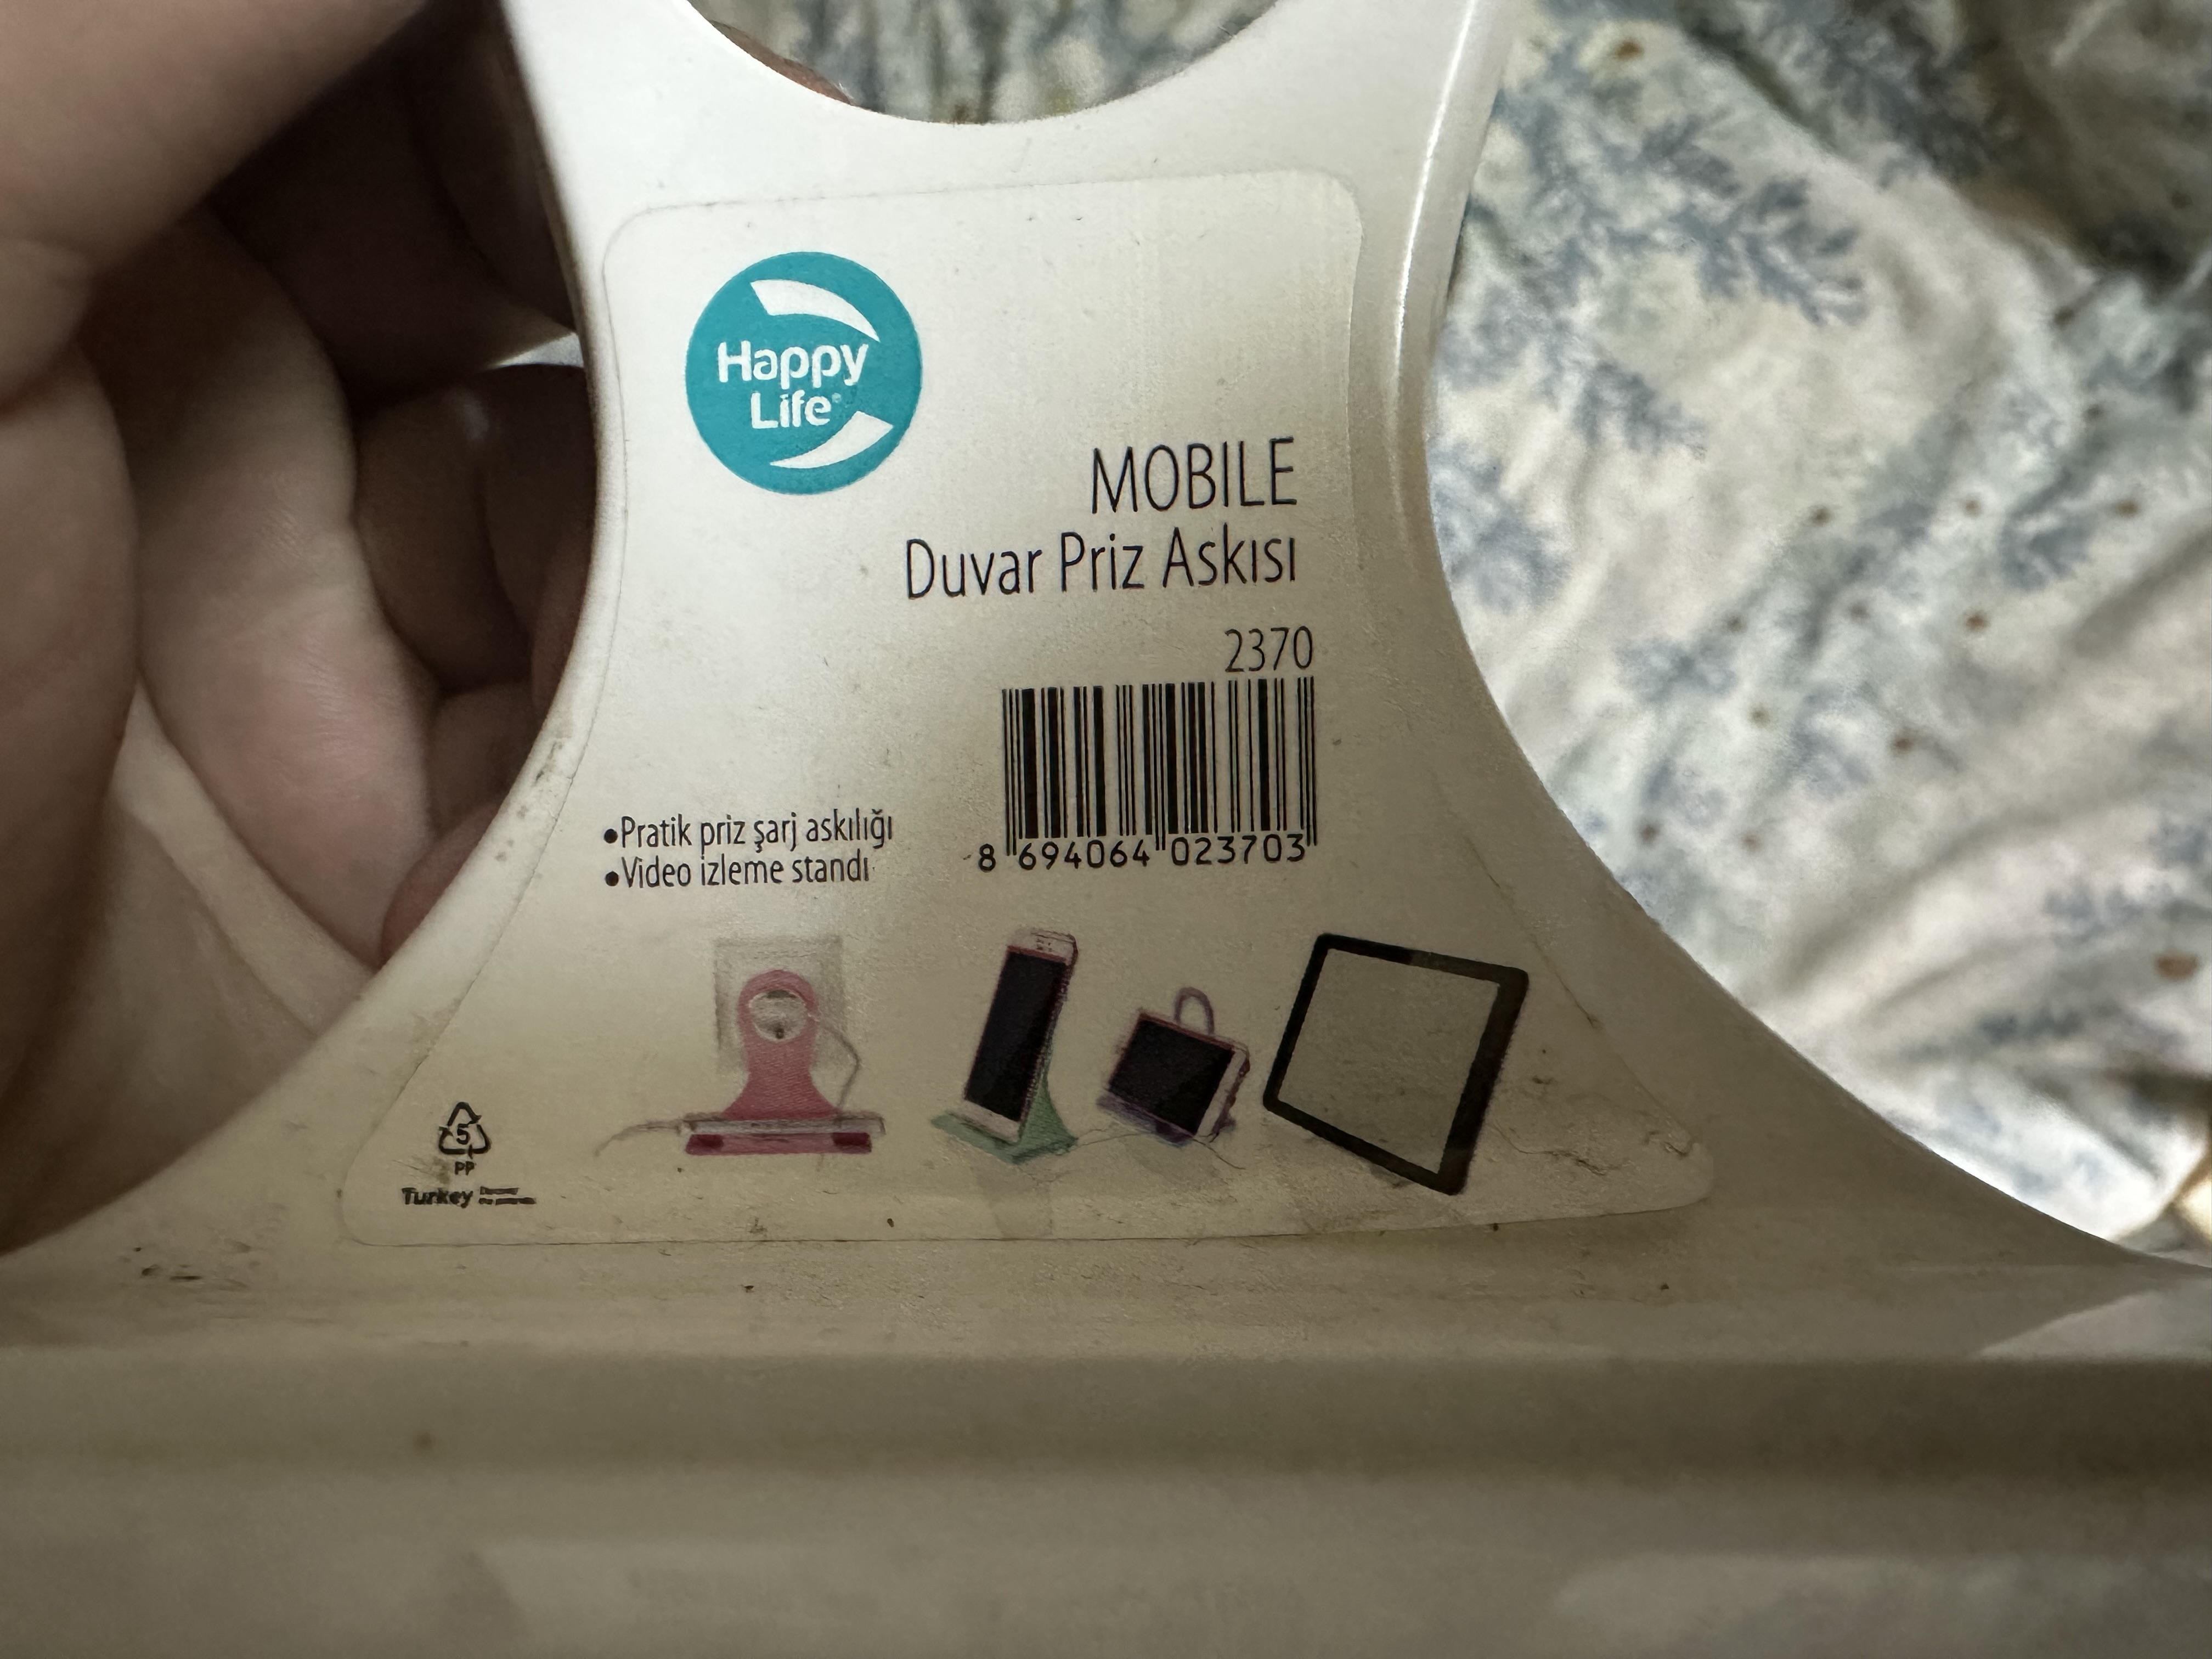 Happy
Life®
MOBILE
Duvar Priz Askısı
2370
8 694064 023703
•Pratik priz şarj askılığı
•Video izleme standı
5
PP
Turkey